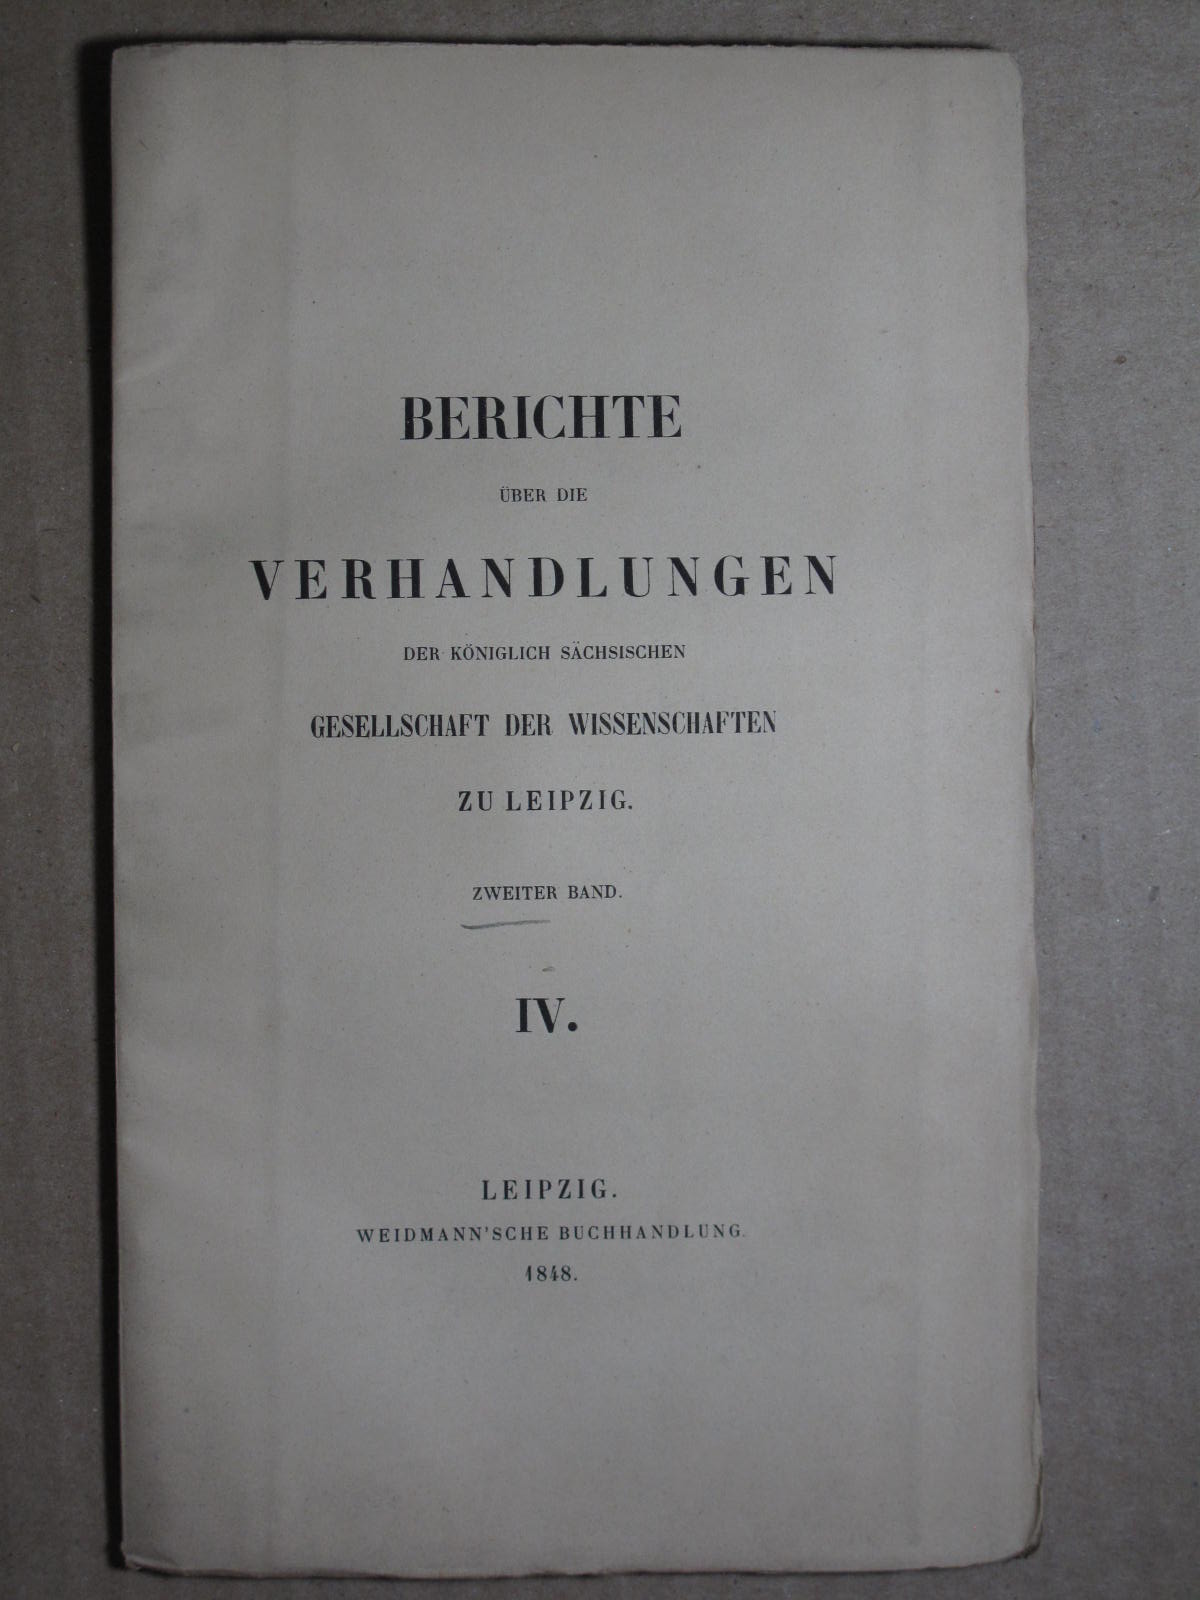 BERICHTE
ÜBER DIE
VERHANDLUNGEN
DER KÖNIGLICH SÄCHSISCHEN
GESELLSCHAFT DER WISSENSCHAFTEN
ZU LEIPZIG.
ZWEITER BAND.
IV.
LEIPZIG.
WEIDMANN'SCHE BUCHHANDLUNG.
1848.